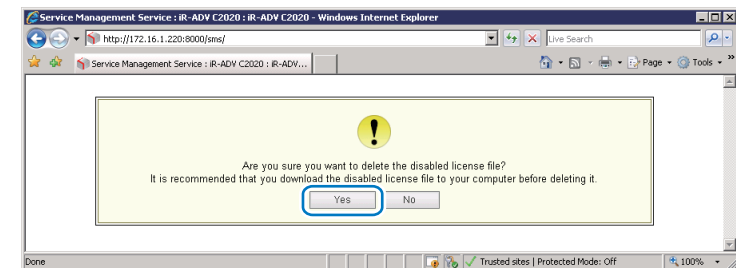 Service Management Service : iR-ADV C2020 : iR-ADV C2020 - Windows Internet Explorer
http://172.16.1.220:8000/sms/
Live Search
Service Management Service : iR-ADV C2020 : iR-ADV...
Page
Tools
Are you sure you want to delete the disabled license file?
It is recommended that you download the disabled license file to your computer before deleting it.
Yes
No
Done
Trusted sites | Protected Mode: Off
100%